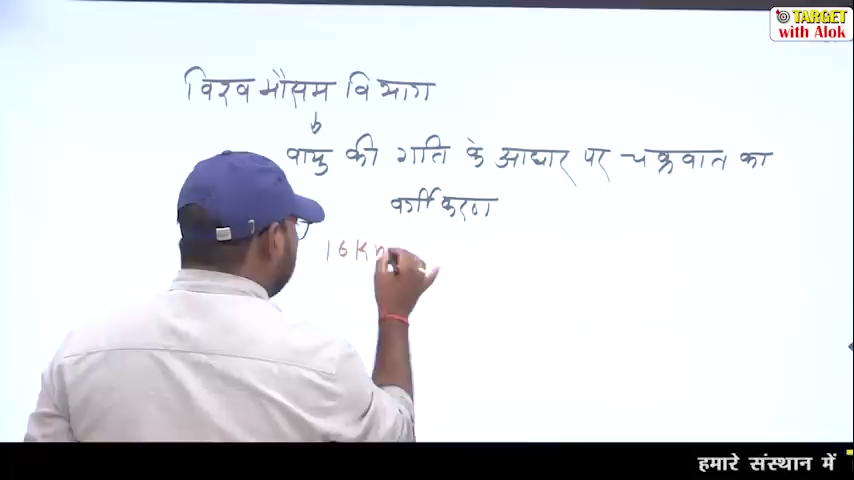 TARGET
with Alok
विश्व मौसम विभाग
वायु की गति के आधार पर चक्रवात का
वर्गीकरण
16 Km
हमारे संस्थान में